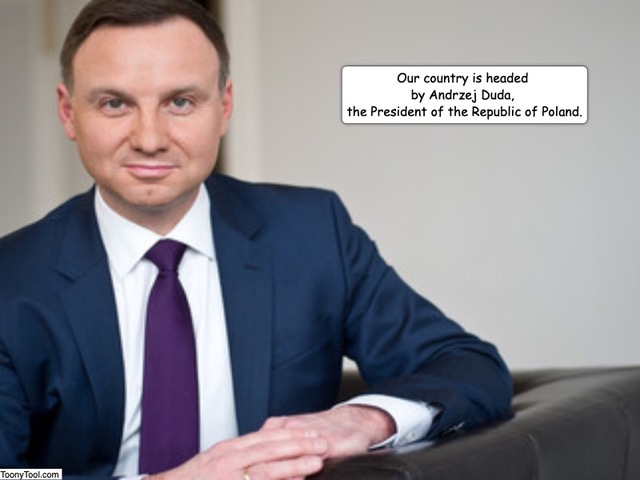 Our country is headed
by Andrzej Duda,
the President of the Republic of Poland.
ToonyTool.com